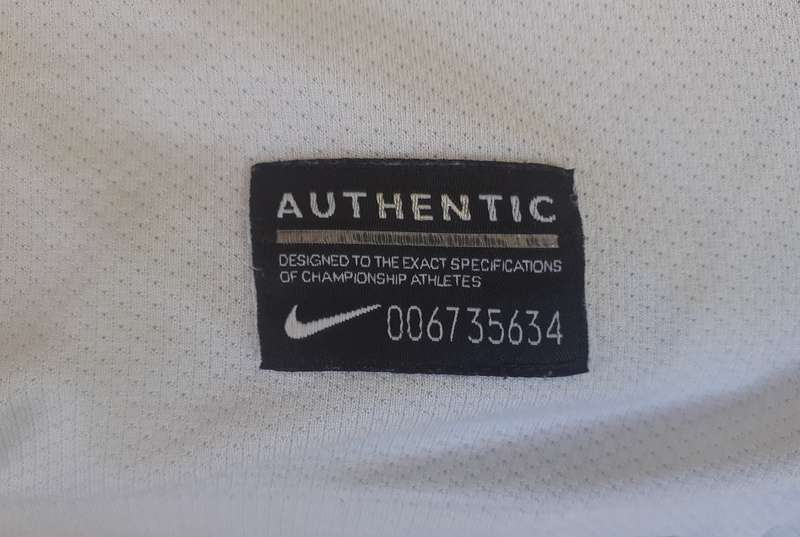 AUTHENTIC
DESIGNED TO THE EXACT SPECIFICATIONS
OF CHAMPIONSHIP ATHLETES
006735634